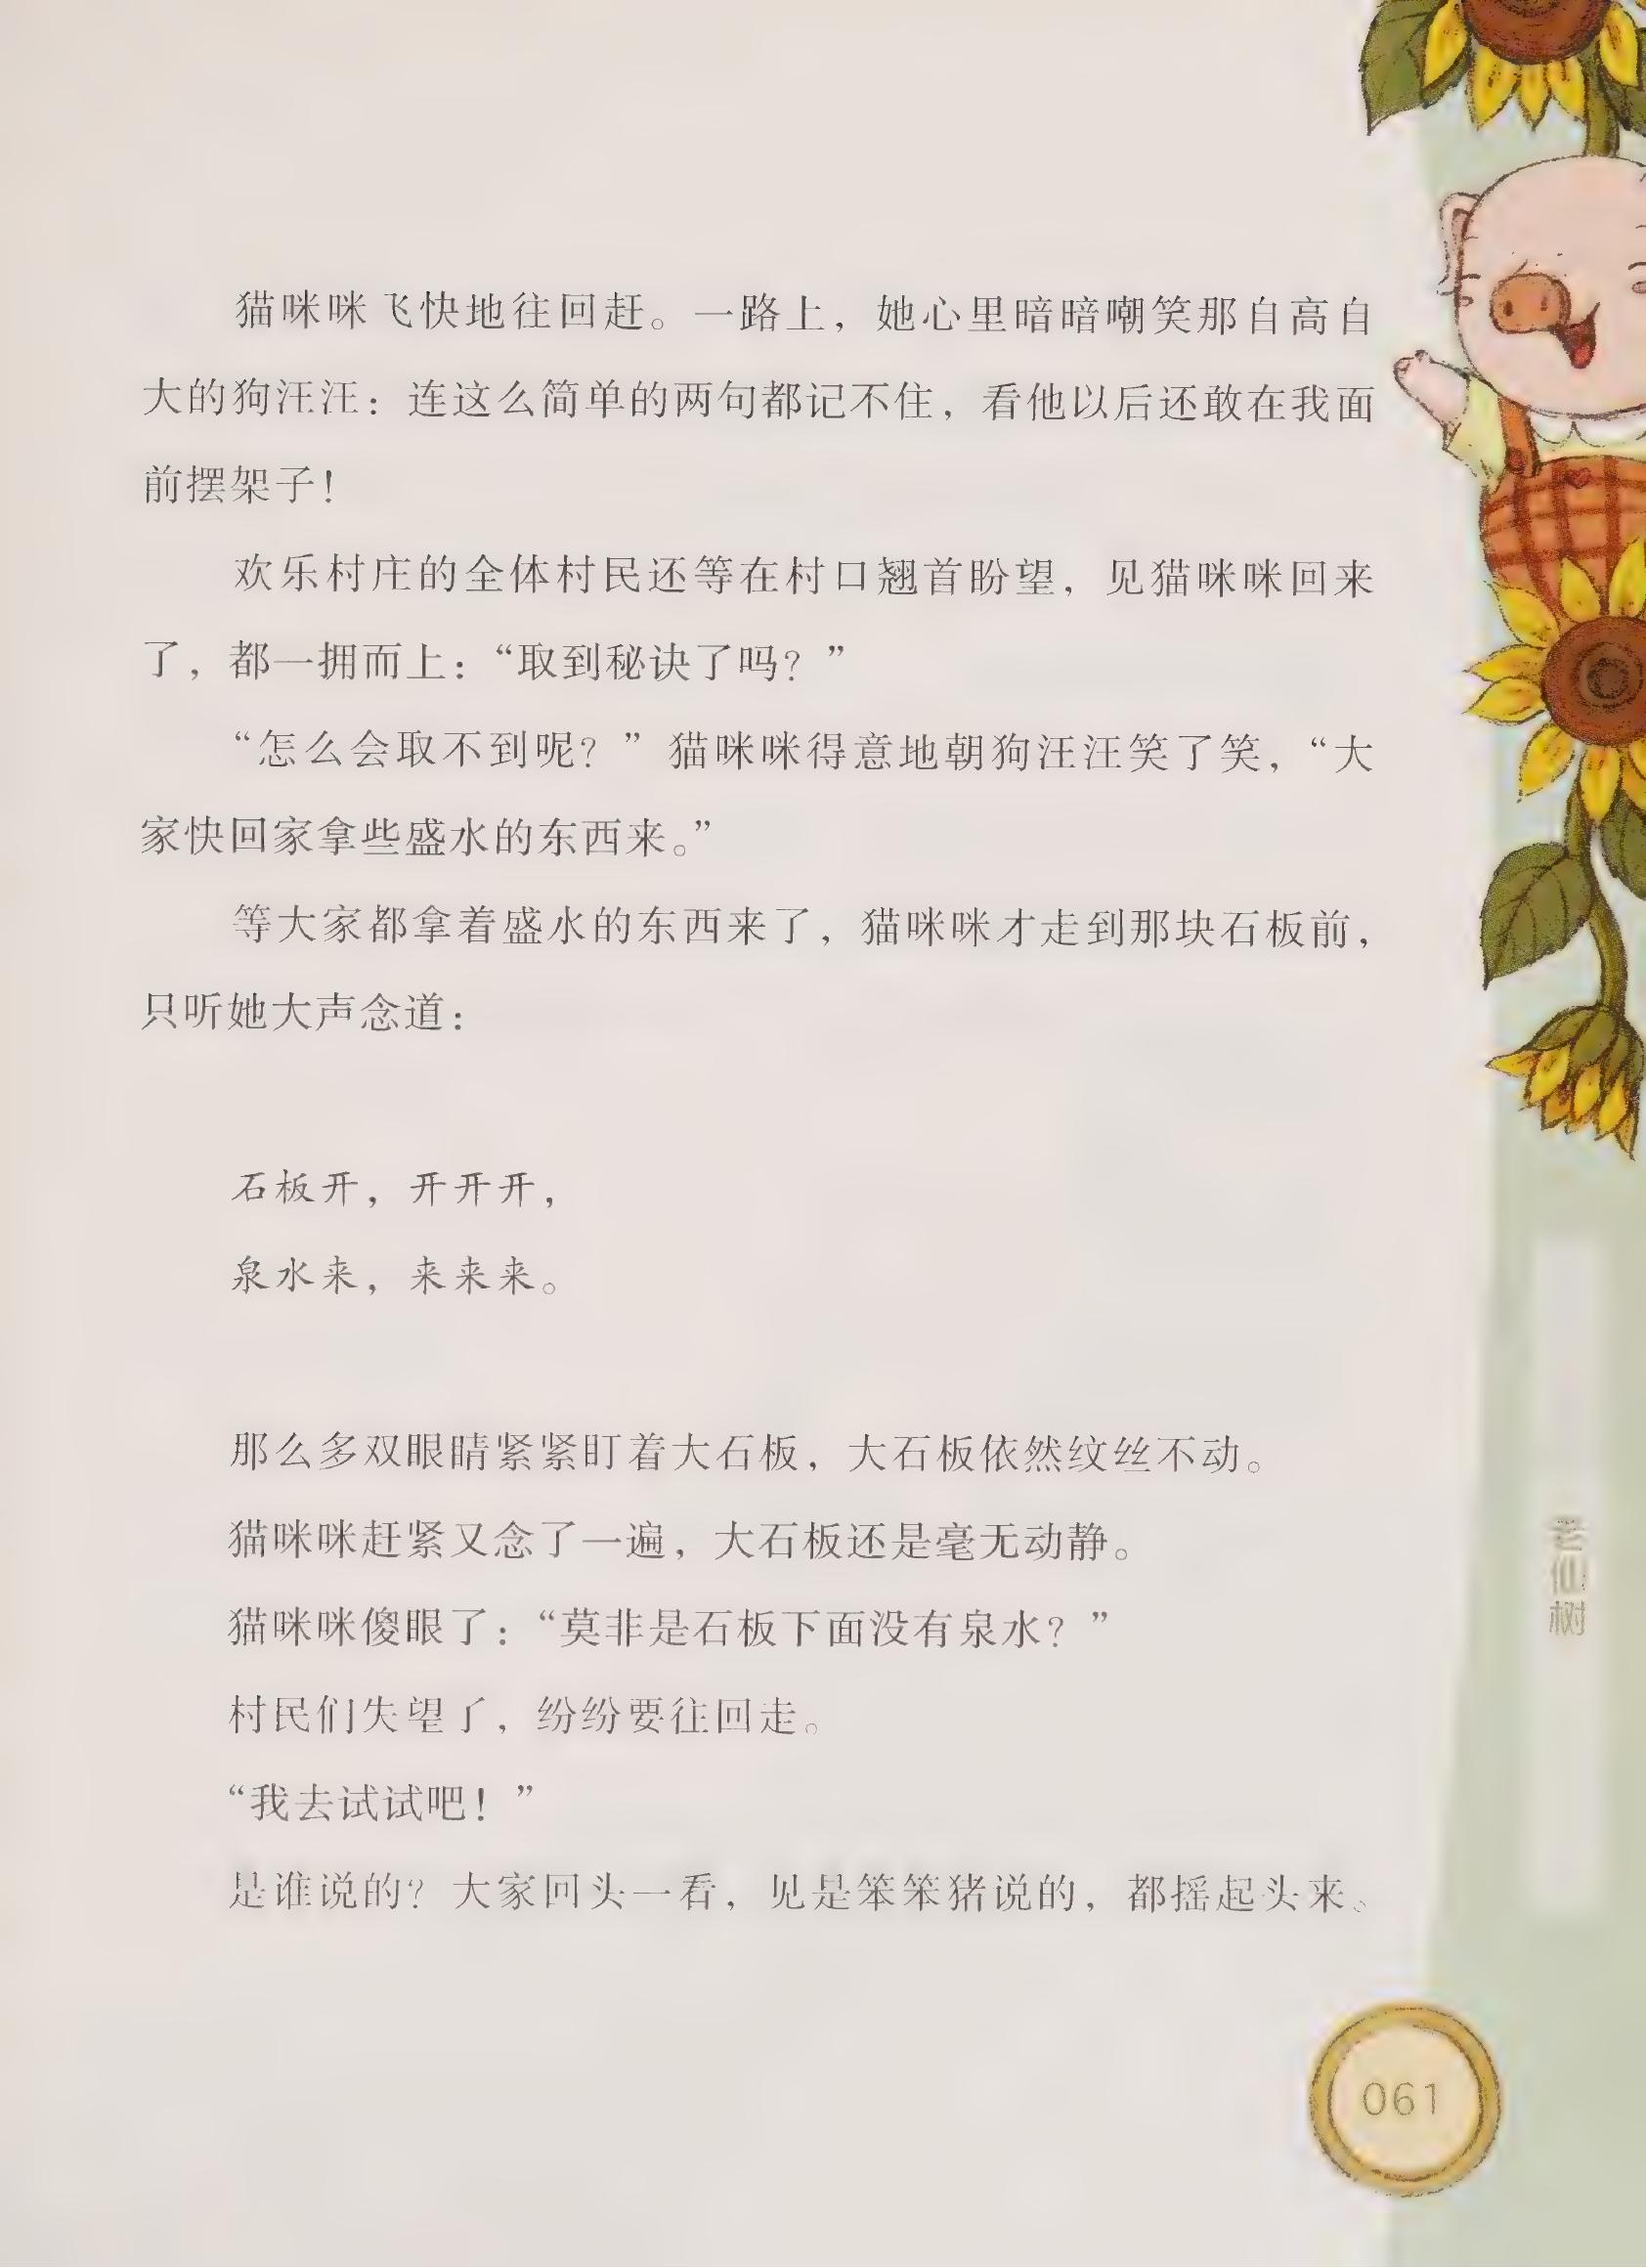 猫咪咪飞快地往回赶。一路上，她心里暗暗嘲笑那自高自
大的狗汪汪：连这么简单的两句都记不住，看他以后还敢在我面
前摆架子！
欢乐村庄的全体村民还等在村口翘首盼望，见猫咪咪回来
了，都一拥而上：“取到秘诀了吗？”
“怎么会取不到呢？”猫咪咪得意地朝狗汪汪笑了笑，“大
家快回家拿些盛水的东西来。”
等大家都拿着盛水的东西来了，猫咪咪才走到那块石板前，
只听她大声念道：
石板开，开开开，
泉水来，来来来。
那么多双眼睛紧紧盯着大石板，大石板依然纹丝不动。
猫咪咪赶紧又念了一遍，大石板还是毫无动静。
猫咪咪傻眼了：“莫非是石板下面没有泉水？”
村民们失望了，纷纷要往回走。
“我去试试吧！”
是谁说的？大家回头一看，见是笨笨猪说的，都摇起头来。
老仙树
061